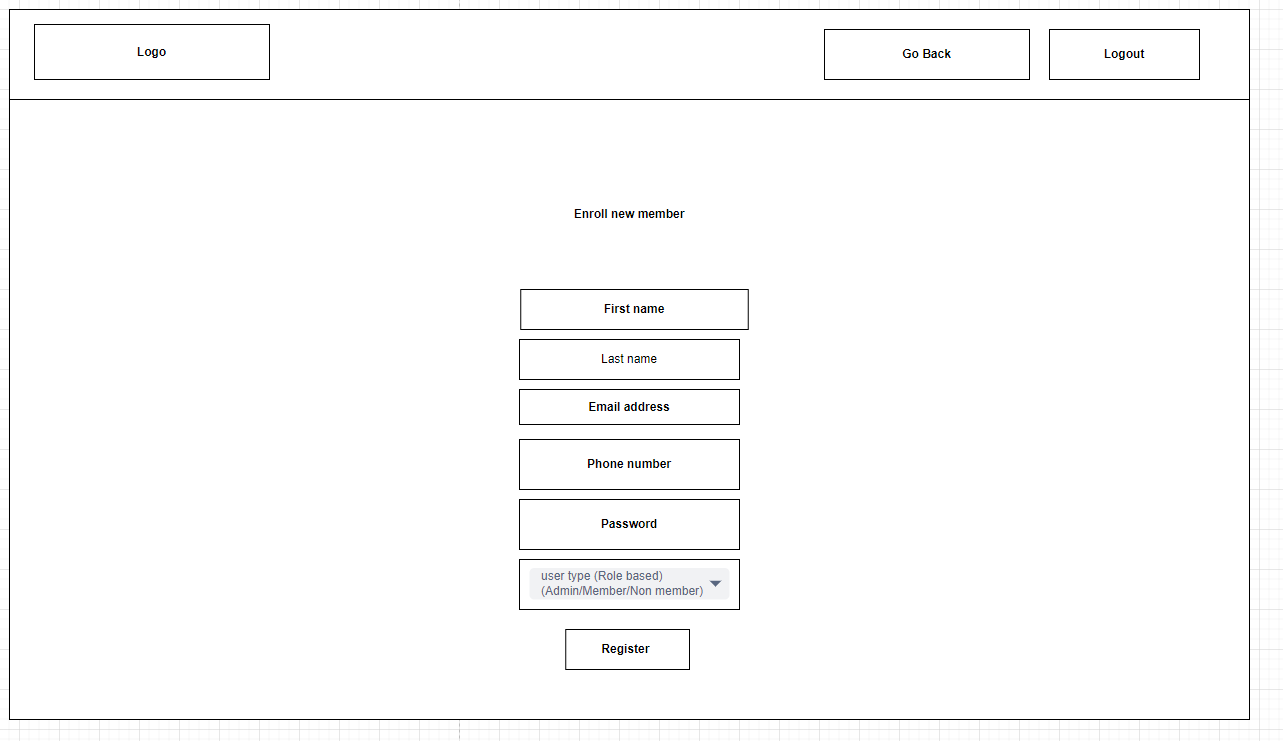 Logo
Go Back
Logout
Enroll new member
First name
Last name
Email address
Phone number
Password
user type (Role based)
(Admin/Member/Non member)
Register